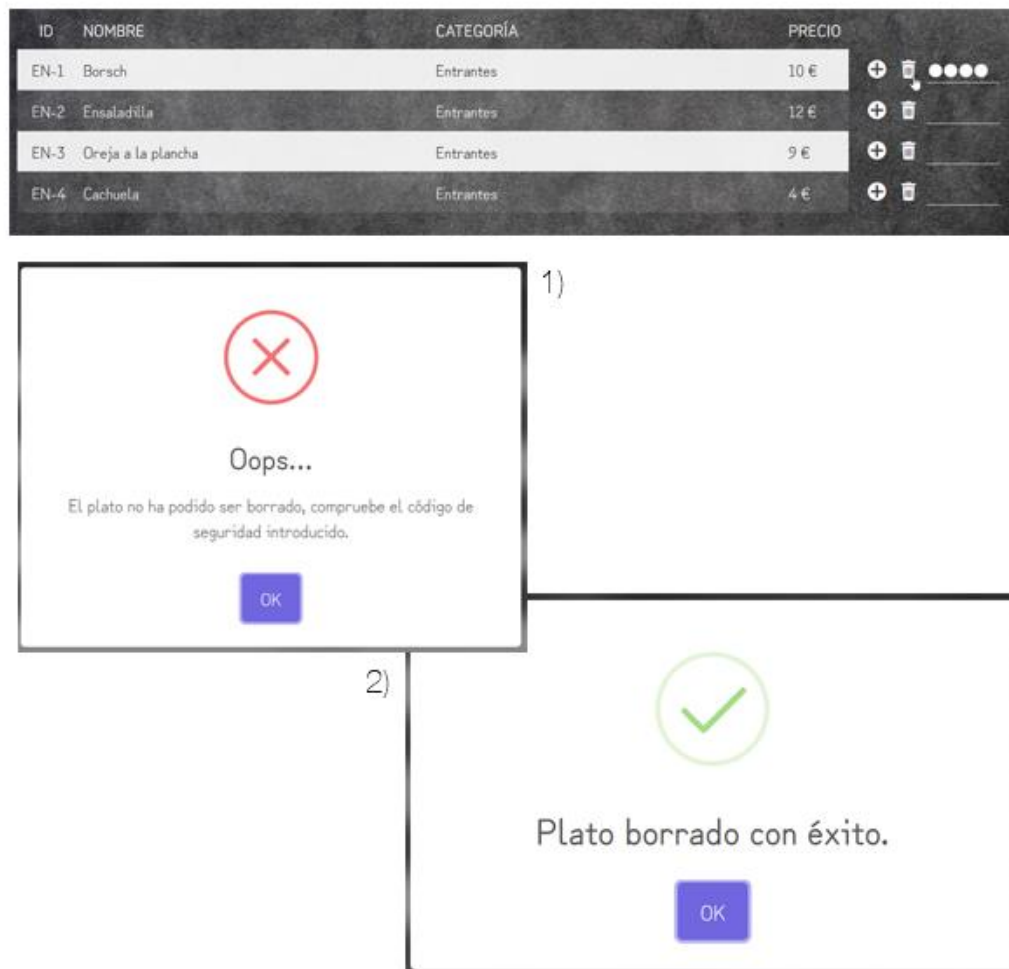 ID NOMBRE CATEGORÍA PRECIO
EN-1 Borsch Entrantes 10 €
EN-2 Ensaladilla Entrantes 12 €
EN-3 Oreja a la plancha Entrantes 9 €
EN-4 Cachuela Entrantes 4 €
1)
Oops...
El plato no ha podido ser borrado, compruebe el código de
seguridad introducido.
OK
2)
Plato borrado con éxito.
OK